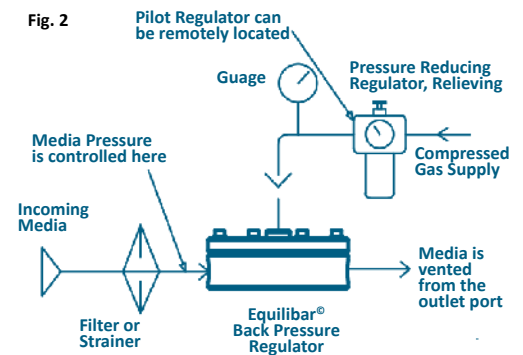 Fig. 2
Pilot Regulator can
be remotely located
Guage
Pressure Reducing
Regulator, Relieving
Media Pressure
is controlled here
Compressed
Gas Supply
Incoming
Media
Media is
vented
from the
outlet port
Filter or
Strainer
Equilibar©
Back Pressure
Regulator